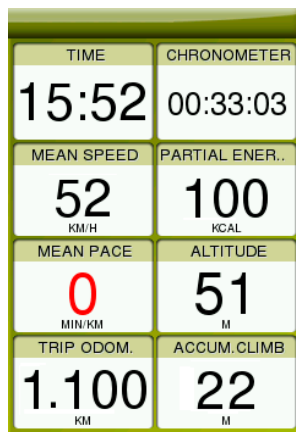 TIME CHRONOMETER
15:52 00:33:03
MEAN SPEED PARTIAL ENER..
52 100
KM/H KCAL
MEAN PACE ALTITUDE
0 51
MIN/KM M
TRIP ODOM. ACCUM.CLIMB
1.100 22
KM M